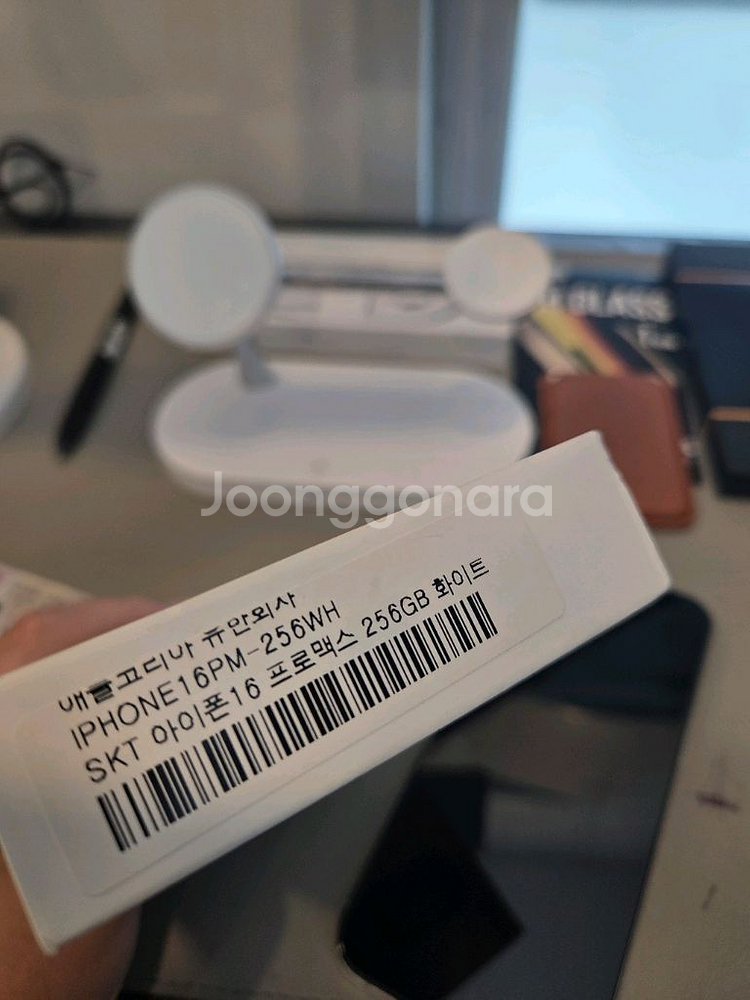 GLASS
Joonggonara
애플코리아 유한회사
IPHONE16PM-256WH
SKT 아이폰16 프로맥스 256GB 화이트